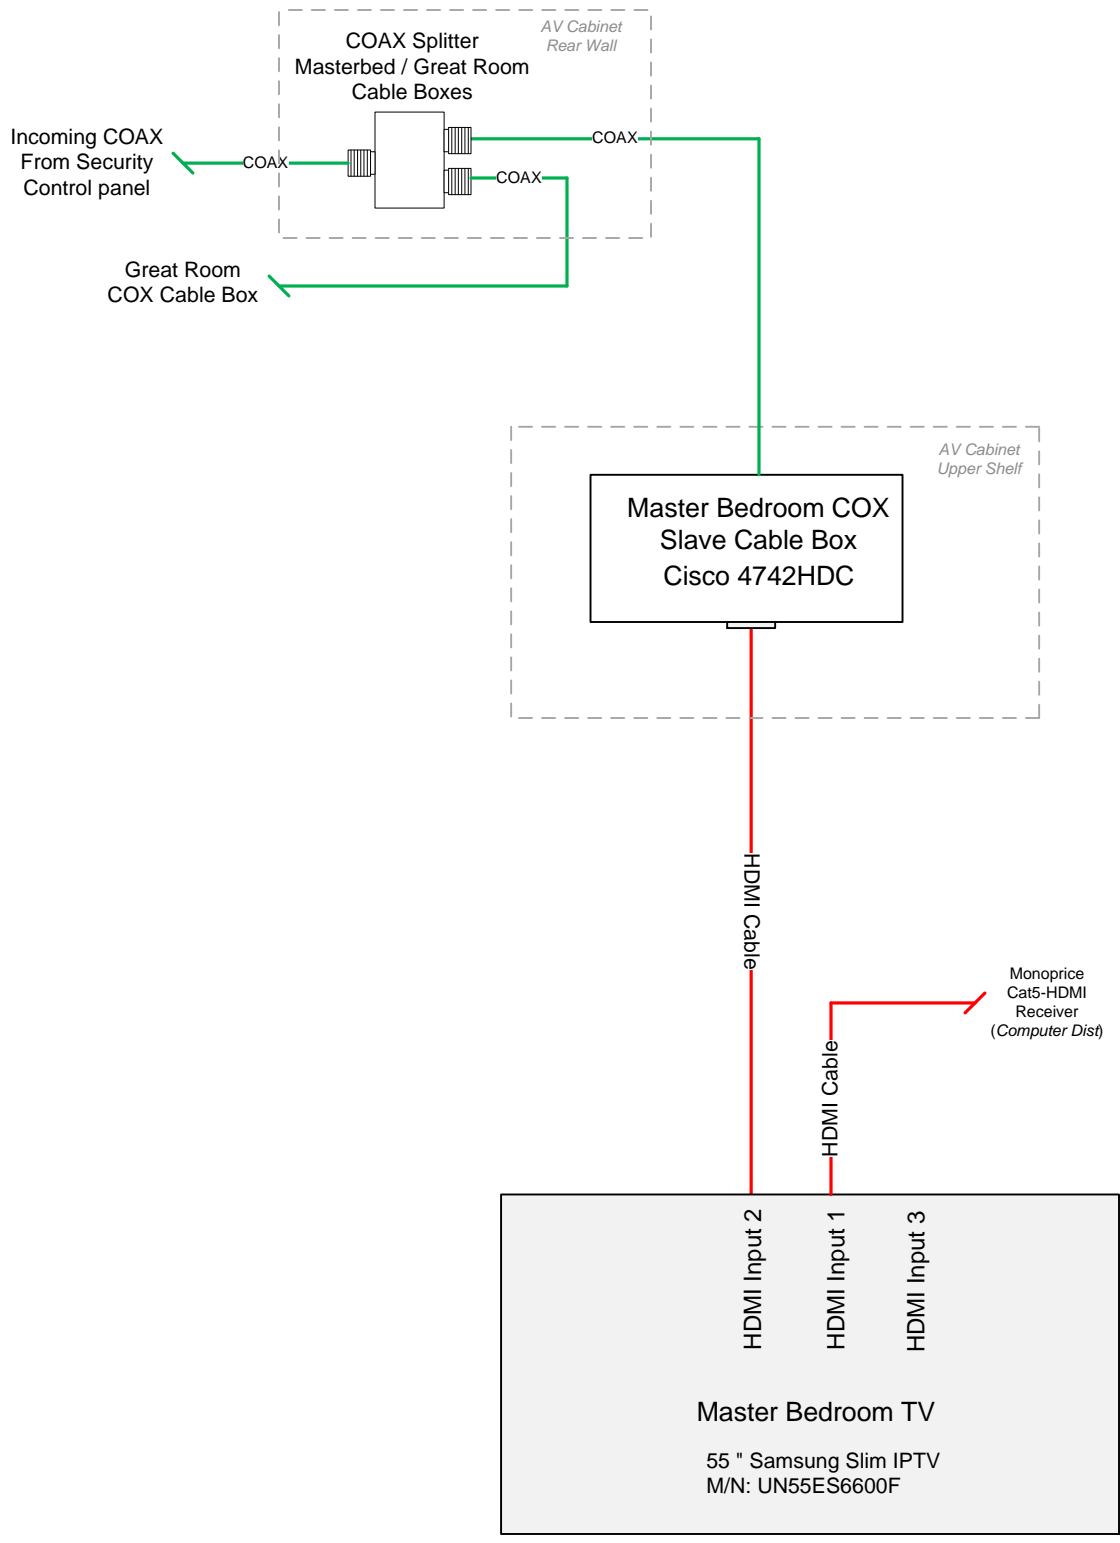 AV Cabinet
Rear Wall
COAX Splitter
Masterbed / Great Room
Cable Boxes
Incoming COAX
From Security
Control panel
COAX
COAX
COAX
Great Room
COX Cable Box
AV Cabinet
Upper Shelf
Master Bedroom COX
Slave Cable Box
Cisco 4742HDC
HDMI Cable
Monoprice
Cat5-HDMI
Receiver
(Computer Dist)
HDMI Cable
HDMI Input 2
HDMI Input 1
HDMI Input 3
Master Bedroom TV
55 " Samsung Slim IPTV
M/N: UN55ES6600F